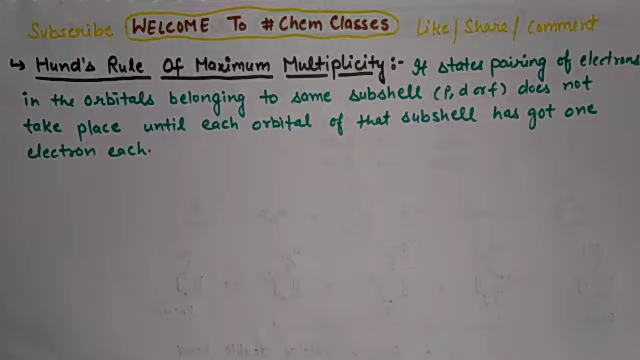 Subscribe WELCOME To #Chem Classes Like/Share/Comment
↳ Hund's Rule Of Maximum Multiplicity:- It states pairing of electrons
in the orbitals belonging to same subshell (P, d or f) does not
take place until each orbital of that subshell has got one
electron each.